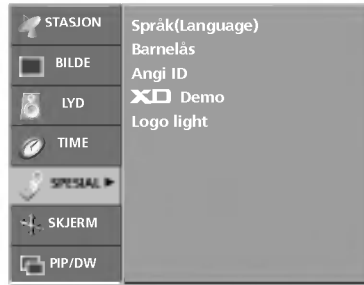 STASJON
BILDE
LYD
TIME
SPESIAL
SKJERM
PIP/DW
Språk(Language)
Barnelås
Angi ID
XD Demo
Logo light